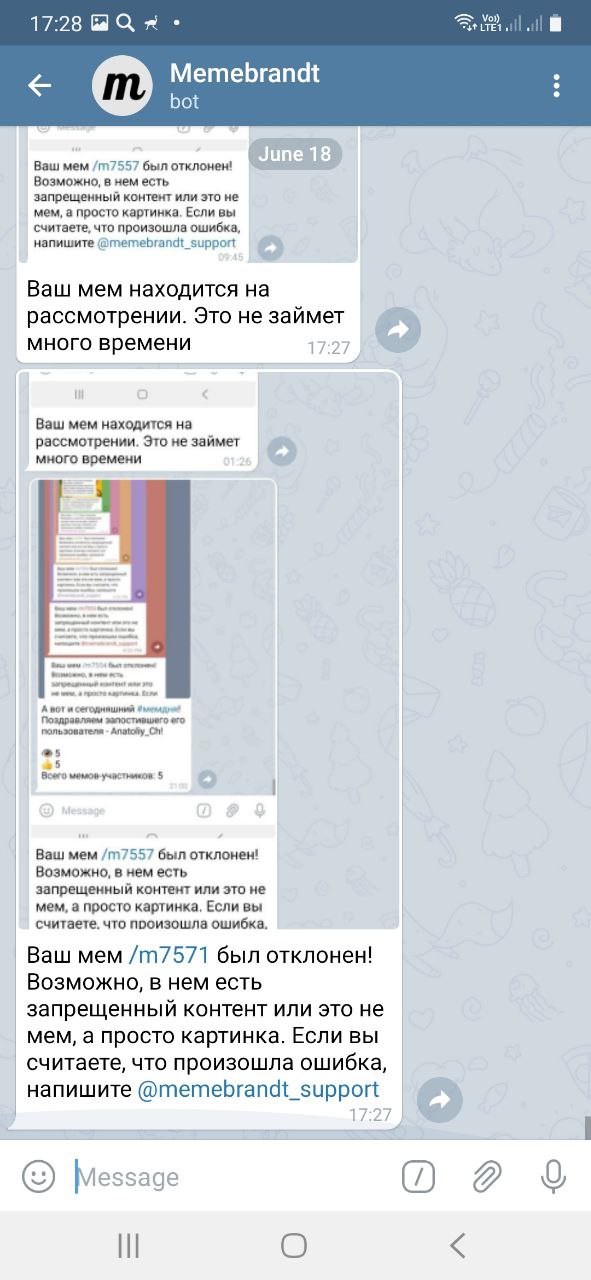 17:28
Vo))
LTE1
m
Memebrandt
bot
Message
June 18
Ваш мем /m7557 был отклонен!
Возможно, в нем есть
запрещенный контент или это не
мем, а просто картинка. Если вы
считаете, что произошла ошибка,
напишите @memebrandt_support
09:45
Ваш мем находится на
рассмотрении. Это не займет
много времени
17:27
Ваш мем находится на
рассмотрении. Это не займет
много времени
01:26
Ваш мем /m7554 был отклонен!
Возможно, в нем есть
запрещенный контент или это
не мем, а просто картинка. Если
А вот и сегодняшний #мемдня!
Поздравляем запостившего его
пользователя - Anatoliy_Ch!
5
5
Всего мемов-участников: 5
21:00
Message
Ваш мем /m7557 был отклонен!
Возможно, в нем есть
запрещенный контент или это не
мем, а просто картинка. Если вы
считаете, что произошла ошибка,
Ваш мем /m7571 был отклонен!
Возможно, в нем есть
запрещенный контент или это не
мем, а просто картинка. Если вы
считаете, что произошла ошибка,
напишите @memebrandt_support
17:27
Message